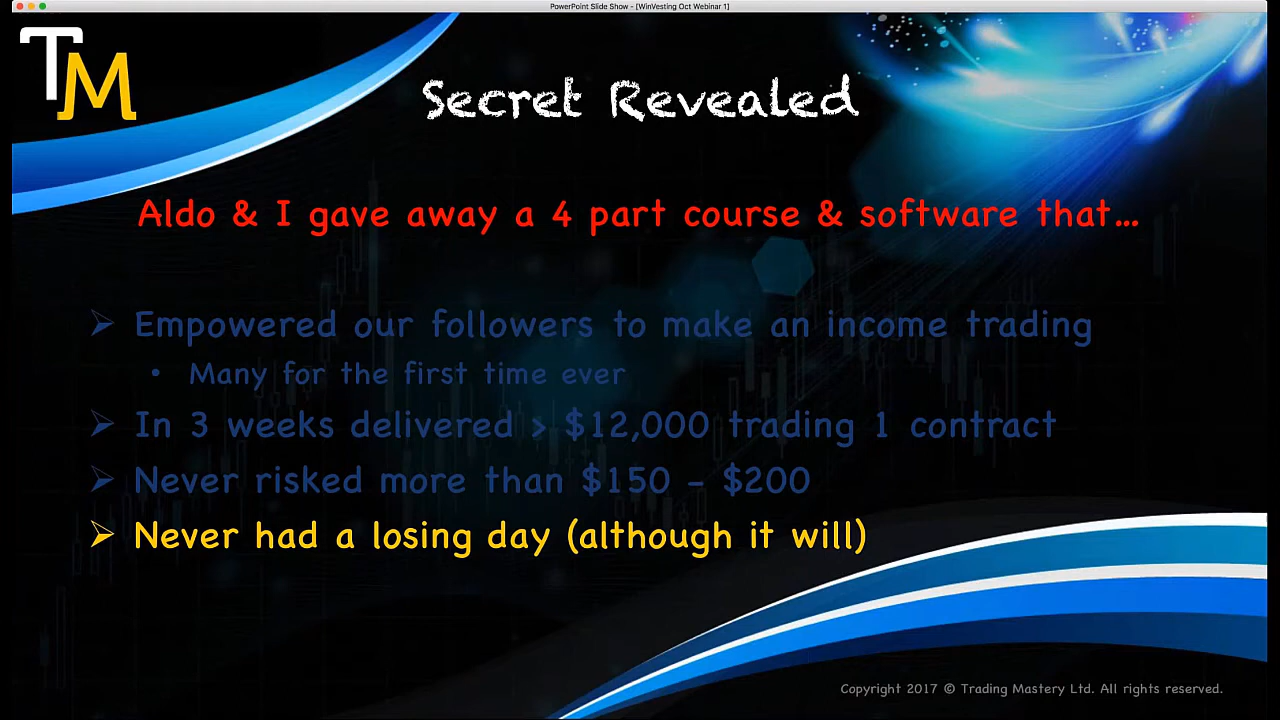 PowerPoint Slide Show - [WinVesting Oct Webinar 1]
TM
Secret Revealed
Aldo & I gave away a 4 part course & software that...
➢ Empowered our followers to make an income trading
• Many for the first time ever
➢ In 3 weeks delivered > $12,000 trading 1 contract
➢ Never risked more than $150 - $200
➢ Never had a losing day (although it will)
Copyright 2017 © Trading Mastery Ltd. All rights reserved.